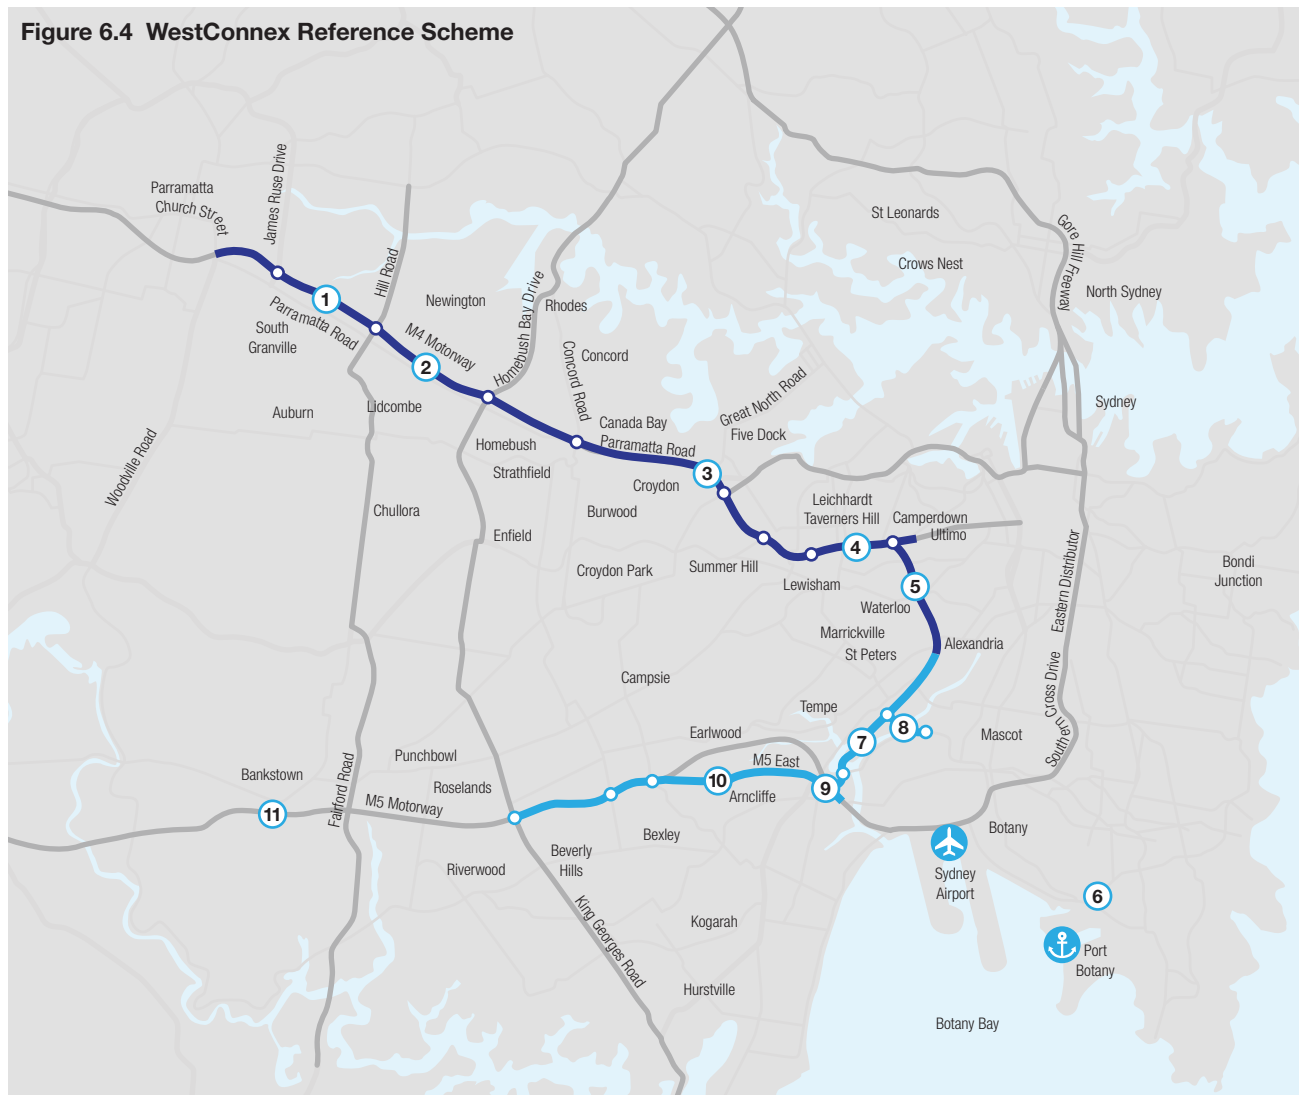 Figure 6.4 WestConnex Reference Scheme
Parramatta
Church Street
James Ruse Drive
Hill Road
St Leonards
Gore Hill Freeway
Crows Nest
North Sydney
Newington
Homebush Bay Drive
Rhodes
1
Parramatta Road
South
Granville
M4 Motorway
2
Concord Road
Concord
Great North Road
Sydney
Auburn
Lidcombe
Canada Bay
Parramatta Road
Five Dock
Homebush
Strathfield
Woodville Road
Croydon
3
Chullora
Burwood
Leichhardt
Taverners Hill
Camperdown
Ultimo
Enfield
4
Croydon Park
Summer Hill
Lewisham
5
Eastern Distributor
Bondi
Junction
Waterloo
Marrickville
St Peters
Alexandria
Campsie
Tempe
Southern Cross Drive
Earlwood
8
7
Mascot
Punchbowl
M5 East
Bankstown
Fairford Road
Roselands
10
9
Arncliffe
11
M5 Motorway
Botany
Bexley
Beverly
Hills
Riverwood
Sydney
Airport
6
King Georges Road
Kogarah
Port
Botany
Hurstville
Botany Bay